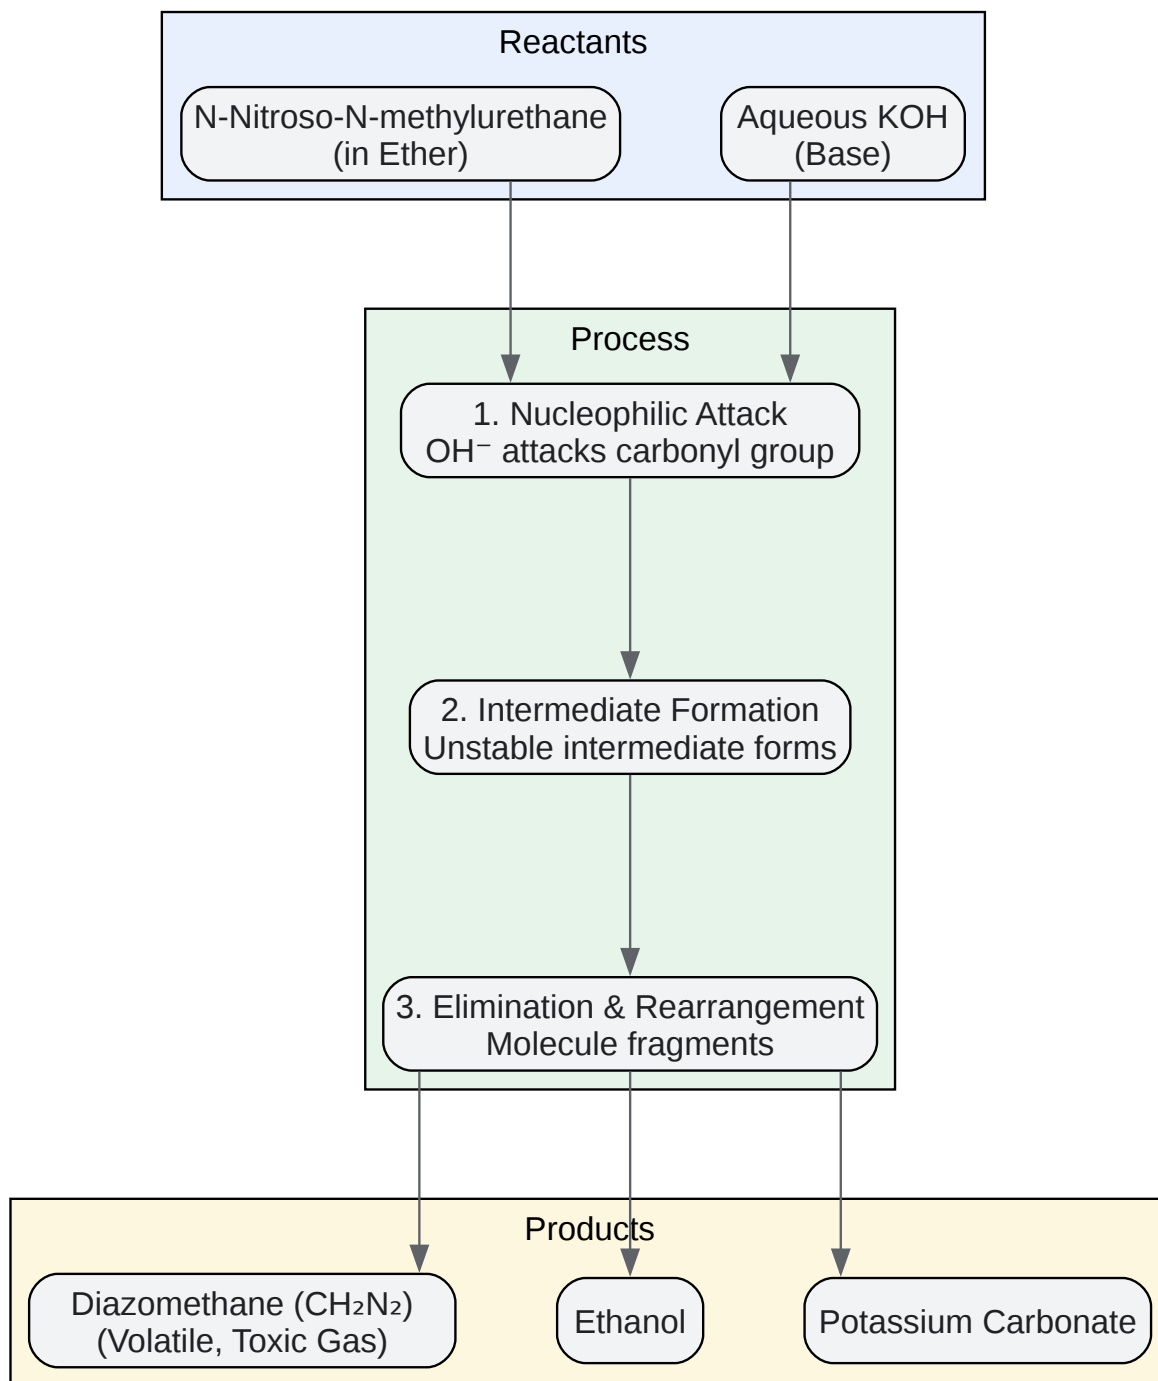 Reactants
N-Nitroso-N-methylurethane
(in Ether)
Aqueous KOH
(Base)
Process
1. Nucleophilic Attack
OH⁻ attacks carbonyl group
2. Intermediate Formation
Unstable intermediate forms
3. Elimination & Rearrangement
Molecule fragments
Products
Diazomethane (CH₂N₂)
(Volatile, Toxic Gas)
Ethanol
Potassium Carbonate